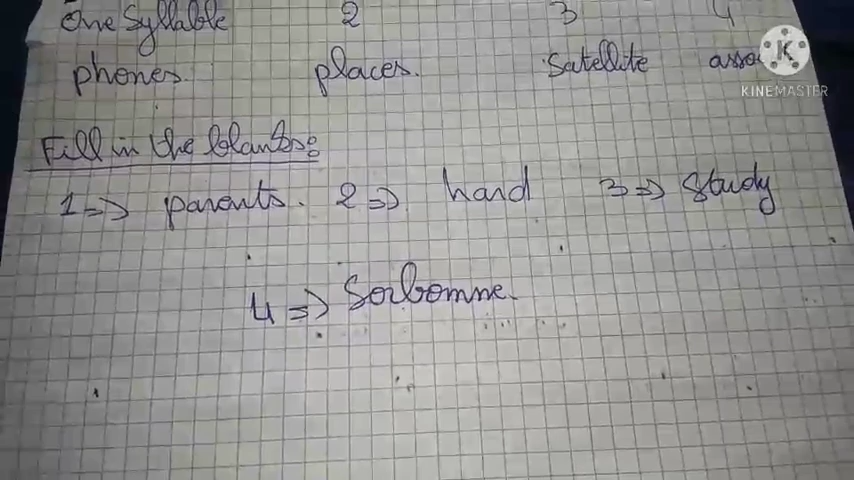 One Syllable 2 3 4
phones. places. Satellite
K
KINEMASTER
Fill in the blanks:
1 => parents. 2 => hard 3 => Study
4 => Sorbonne.